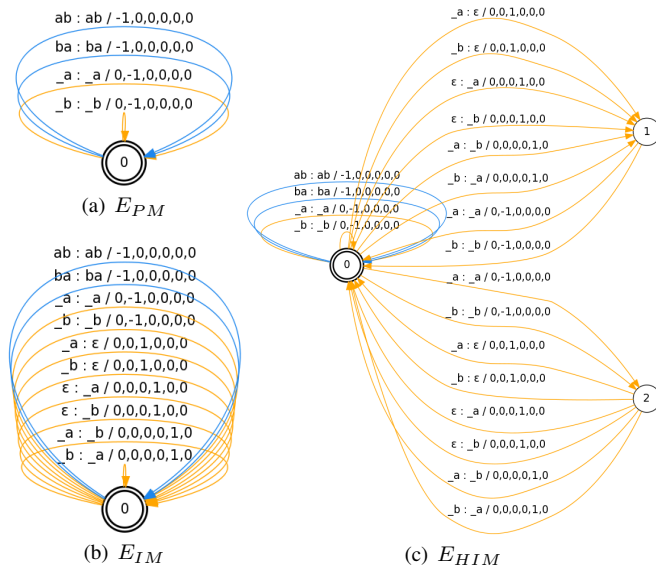 ab : ab / -1,0,0,0,0,0
ba : ba / -1,0,0,0,0,0
_a : _a / 0,-1,0,0,0,0
_b : _b / 0,-1,0,0,0,0
0
(a) E_PM
ab : ab / -1,0,0,0,0,0
ba : ba / -1,0,0,0,0,0
_a : _a / 0,-1,0,0,0,0
_b : _b / 0,-1,0,0,0,0
_a : ε / 0,0,1,0,0,0
_b : ε / 0,0,1,0,0,0
ε : _a / 0,0,0,1,0,0
ε : _b / 0,0,0,1,0,0
_a : _b / 0,0,0,0,1,0
_b : _a / 0,0,0,0,1,0
0
(b) E_IM
_a : ε / 0,0,1,0,0,0
_b : ε / 0,0,1,0,0,0
ε : _a / 0,0,0,1,0,0
ε : _b / 0,0,0,1,0,0
_a : _b / 0,0,0,0,1,0
_b : _a / 0,0,0,0,1,0
_a : _a / 0,-1,0,0,0,0
_b : _b / 0,-1,0,0,0,0
1
ab : ab / -1,0,0,0,0,0
ba : ba / -1,0,0,0,0,0
_a : _a / 0,-1,0,0,0,0
_b : _b / 0,-1,0,0,0,0
0
_a : _a / 0,-1,0,0,0,0
_b : _b / 0,-1,0,0,0,0
_a : ε / 0,0,1,0,0,0
_b : ε / 0,0,1,0,0,0
ε : _a / 0,0,0,1,0,0
ε : _b / 0,0,0,1,0,0
_a : _b / 0,0,0,0,1,0
_b : _a / 0,0,0,0,1,0
2
(c) E_HIM